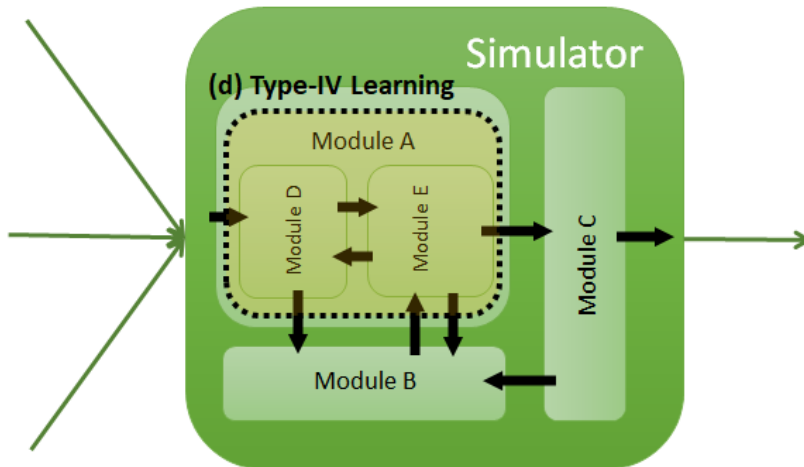 Simulator
(d) Type-IV Learning
Module A
Module D
Module E
Module C
Module B